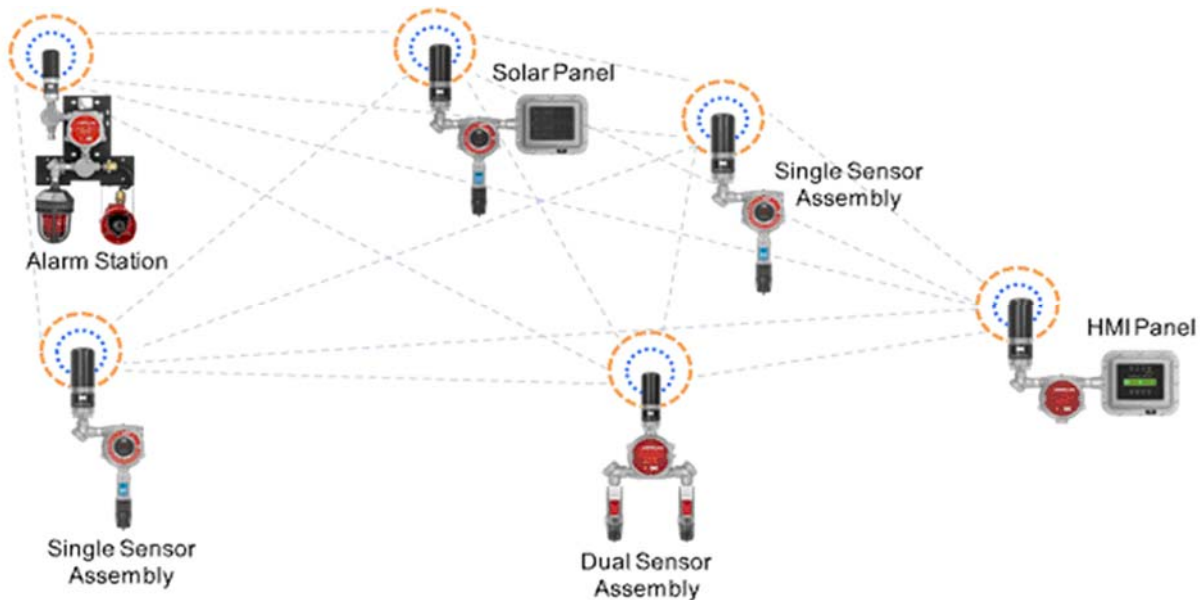 Solar Panel
Single Sensor
Assembly
Alarm Station
HMI Panel
Single Sensor
Assembly
Dual Sensor
Assembly